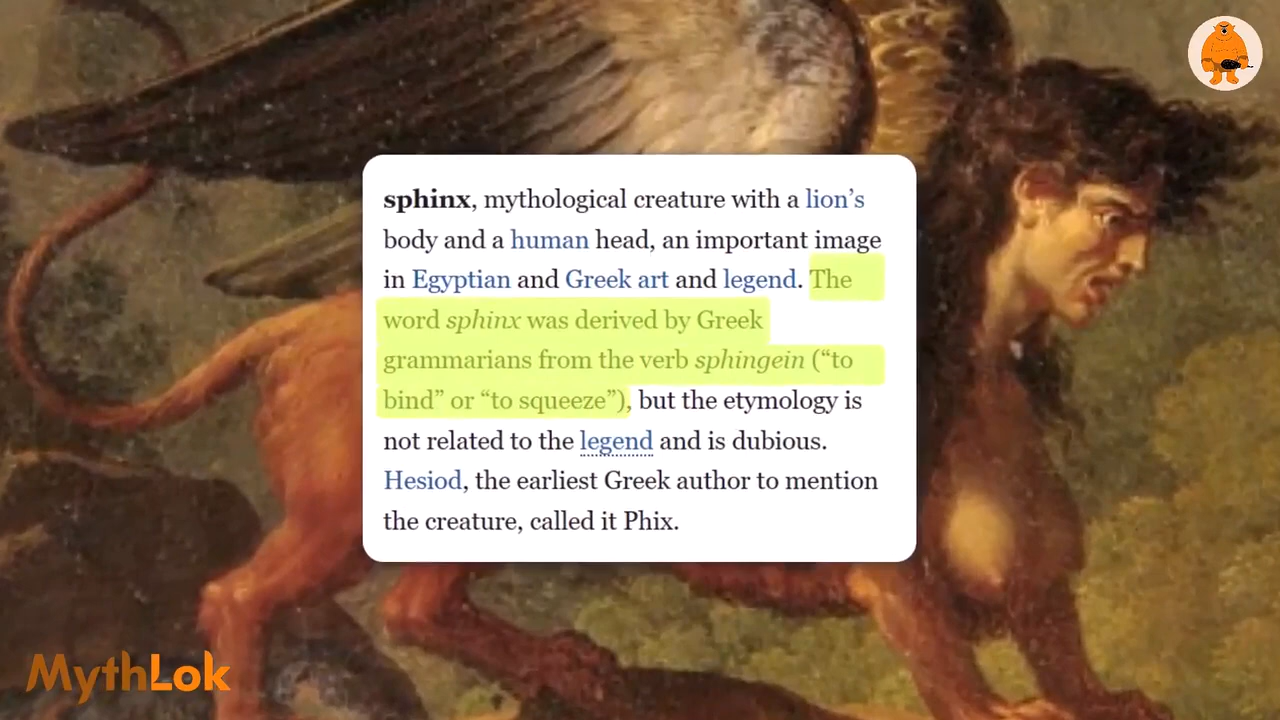 sphinx, mythological creature with a lion’s
body and a human head, an important image
in Egyptian and Greek art and legend. The
word sphinx was derived by Greek
grammarians from the verb sphingein (“to
bind” or “to squeeze”), but the etymology is
not related to the legend and is dubious.
Hesiod, the earliest Greek author to mention
the creature, called it Phix.
MythLok